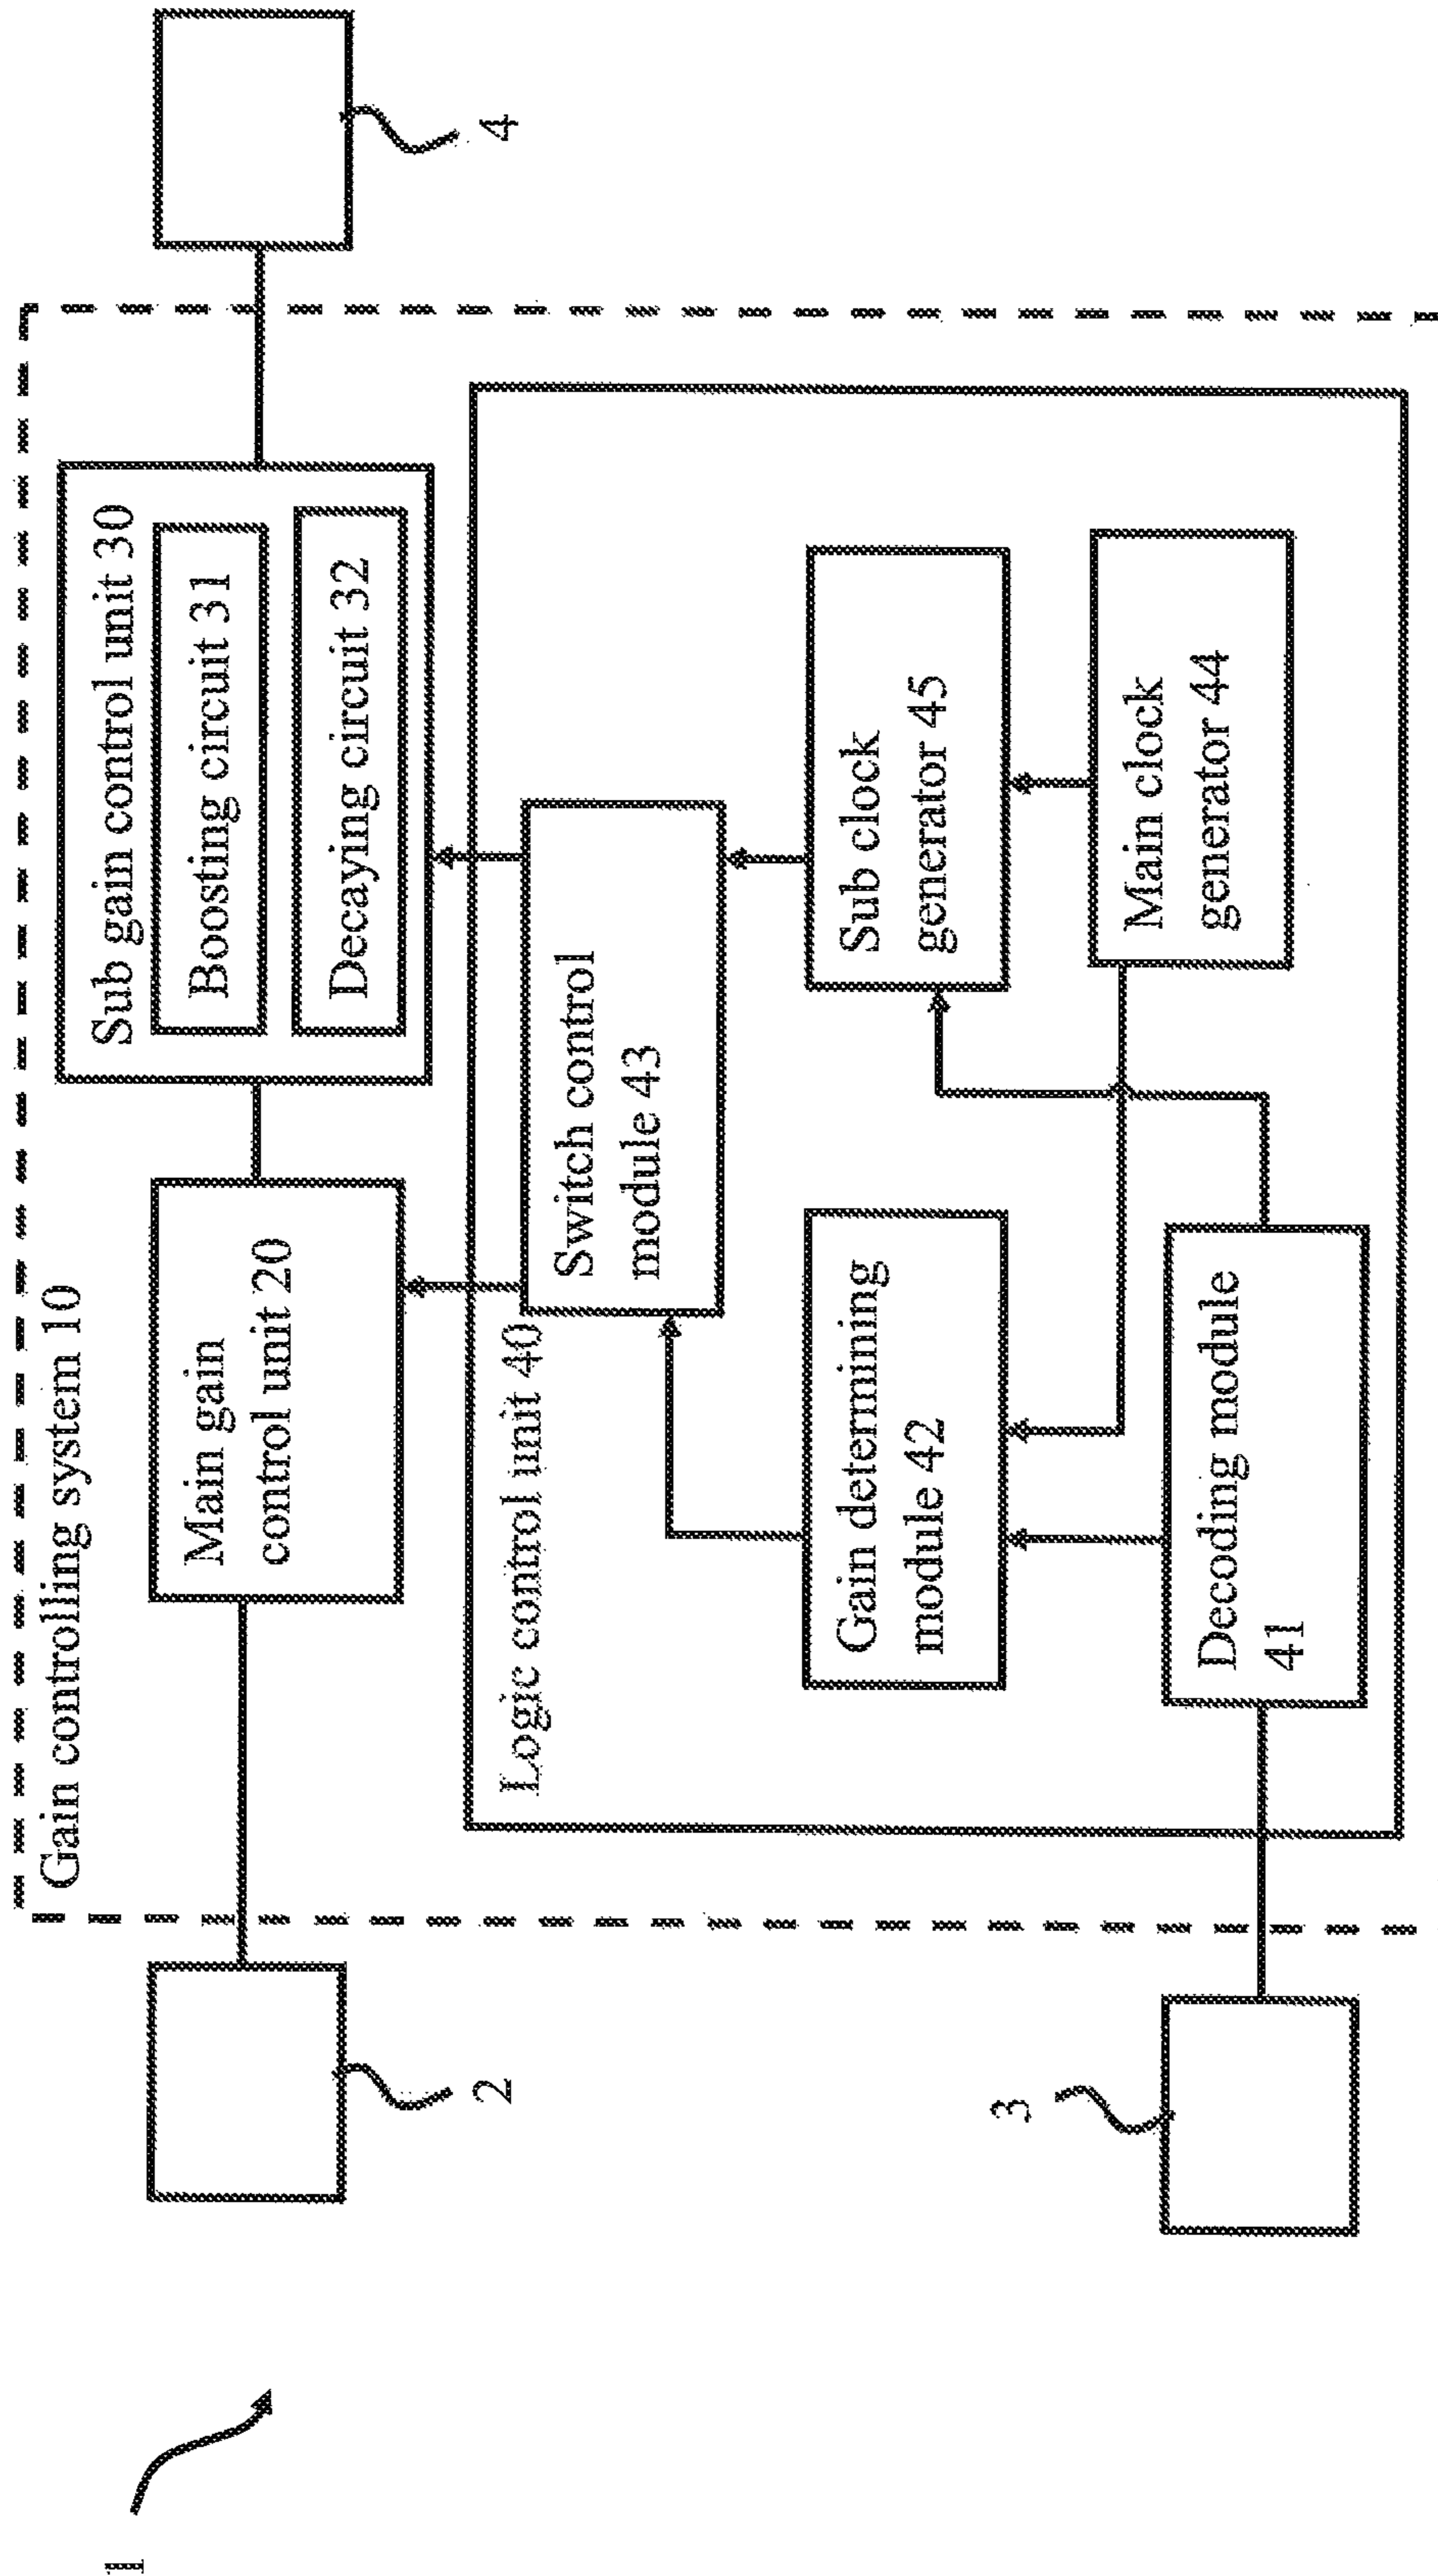 1
2
3
4
Gain controlling system 10
Main gain
control unit 20
Sub gain control unit 30
Boosting circuit 31
Decaying circuit 32
Logic control unit 40
Switch control
module 43
Gain determining
module 42
Sub clock
generator 45
Decoding module
41
Main clock
generator 44